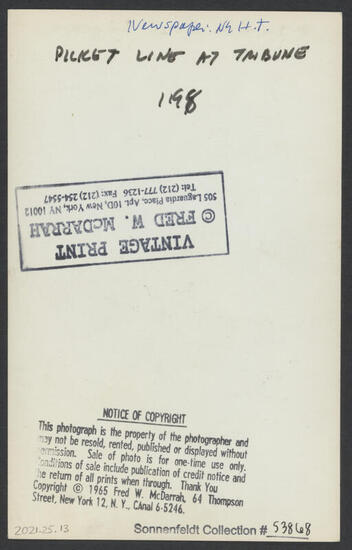 Newspaper: NY H.T.
PICKET LINE AT TRIBUNE
198
VINTAGE PRINT
© FRED W. McDARRAH
505 Laguardia Place, Apt. 10D, New York, NY 10012
Tel: (212) 777-1236 Fax: (212) 254-5547
NOTICE OF COPYRIGHT
This photograph is the property of the photographer and
may not be resold, rented, published or displayed without
permission. Sale of photo is for one-time use only.
Conditions of sale include publication of credit notice and
the return of all prints when through. Thank You
Copyright © 1965 Fred W. McDarrah, 64 Thompson
Street, New York 12, N. Y., CAnal 6-5246.
2021.25.13
Sonnenfeldt Collection # 53868